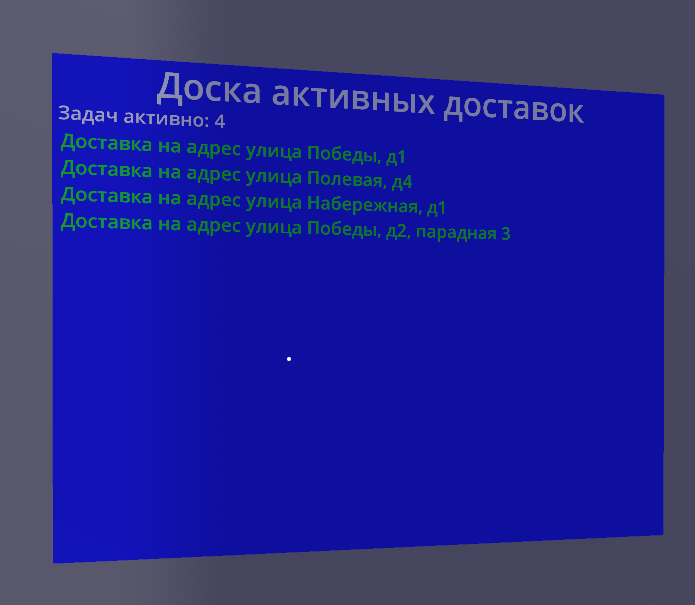 Доска активных доставок
Задач активно: 4
Доставка на адрес улица Победы, д1
Доставка на адрес улица Полевая, д4
Доставка на адрес улица Набережная, д1
Доставка на адрес улица Победы, д2, парадная 3